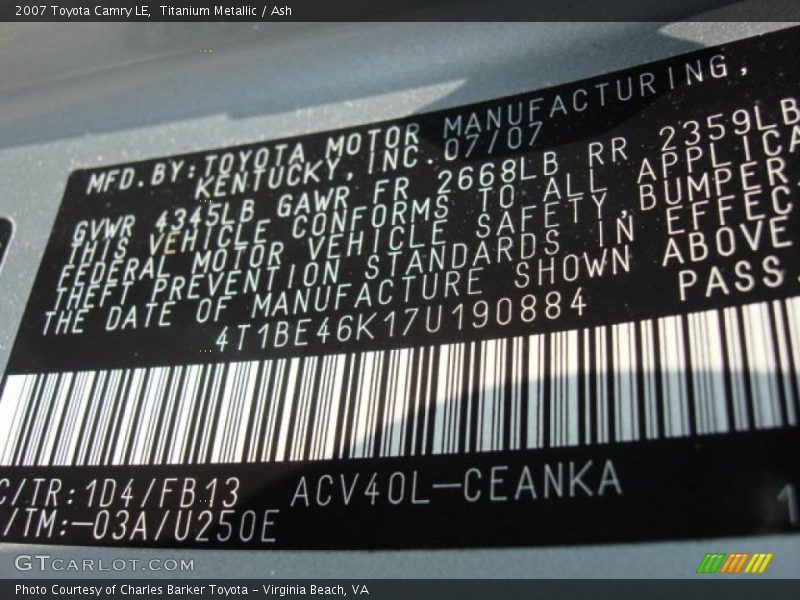 2007 Toyota Camry LE,  Titanium Metallic / Ash
MFD.BY:TOYOTA MOTOR MANUFACTURING,
KENTUCKY, INC. 07/07
GVWR 4345LB GAWR FR 2668LB RR 2359LB
THIS VEHICLE CONFORMS TO ALL APPLICA
FEDERAL MOTOR VEHICLE SAFETY, BUMPER
THEFT PREVENTION STANDARDS IN EFFEC
THE DATE OF MANUFACTURE SHOWN ABOVE
4T1BE46K17U190884 PASS.
C/TR:1D4/FB13 ACV40L-CEANKA
/TM:-03A/U250E 1
GTCARLOT.COM
Photo Courtesy of Charles Barker Toyota - Virginia Beach, VA